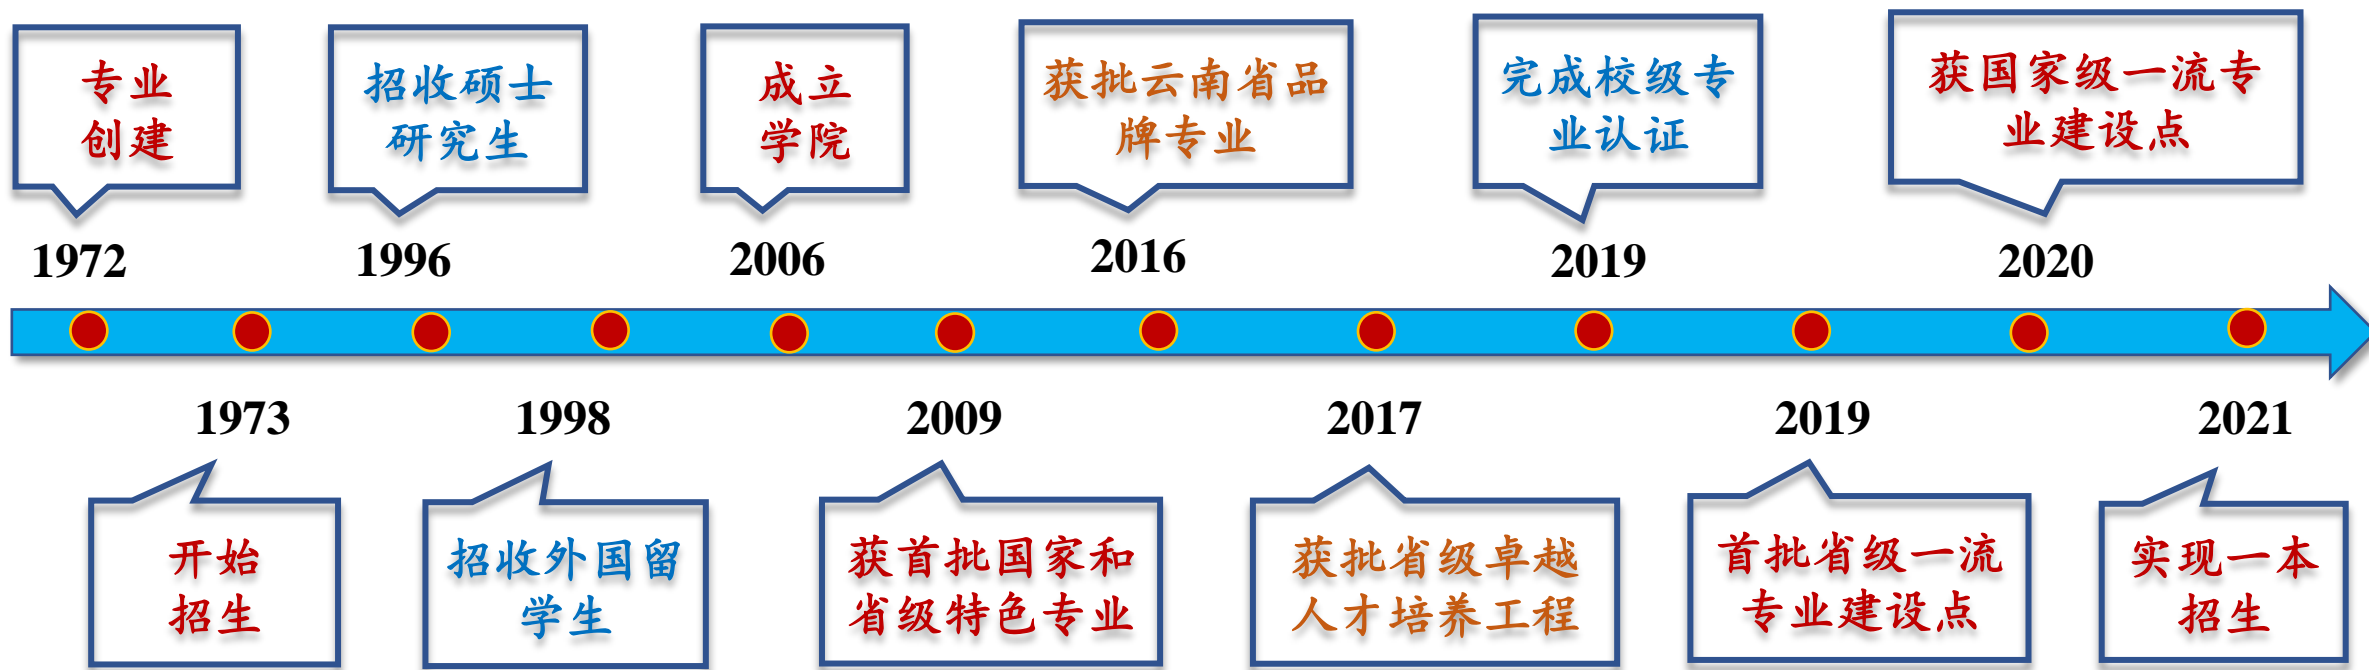 专业
创建
招收硕士
研究生
成立
学院
获批云南省品
牌专业
完成校级专
业认证
获国家级一流专
业建设点
1972
1996
2006
2016
2019
2020
1973
1998
2009
2017
2019
2021
开始
招生
招收外国留
学生
获首批国家和
省级特色专业
获批省级卓越
人才培养工程
首批省级一流
专业建设点
实现一本
招生